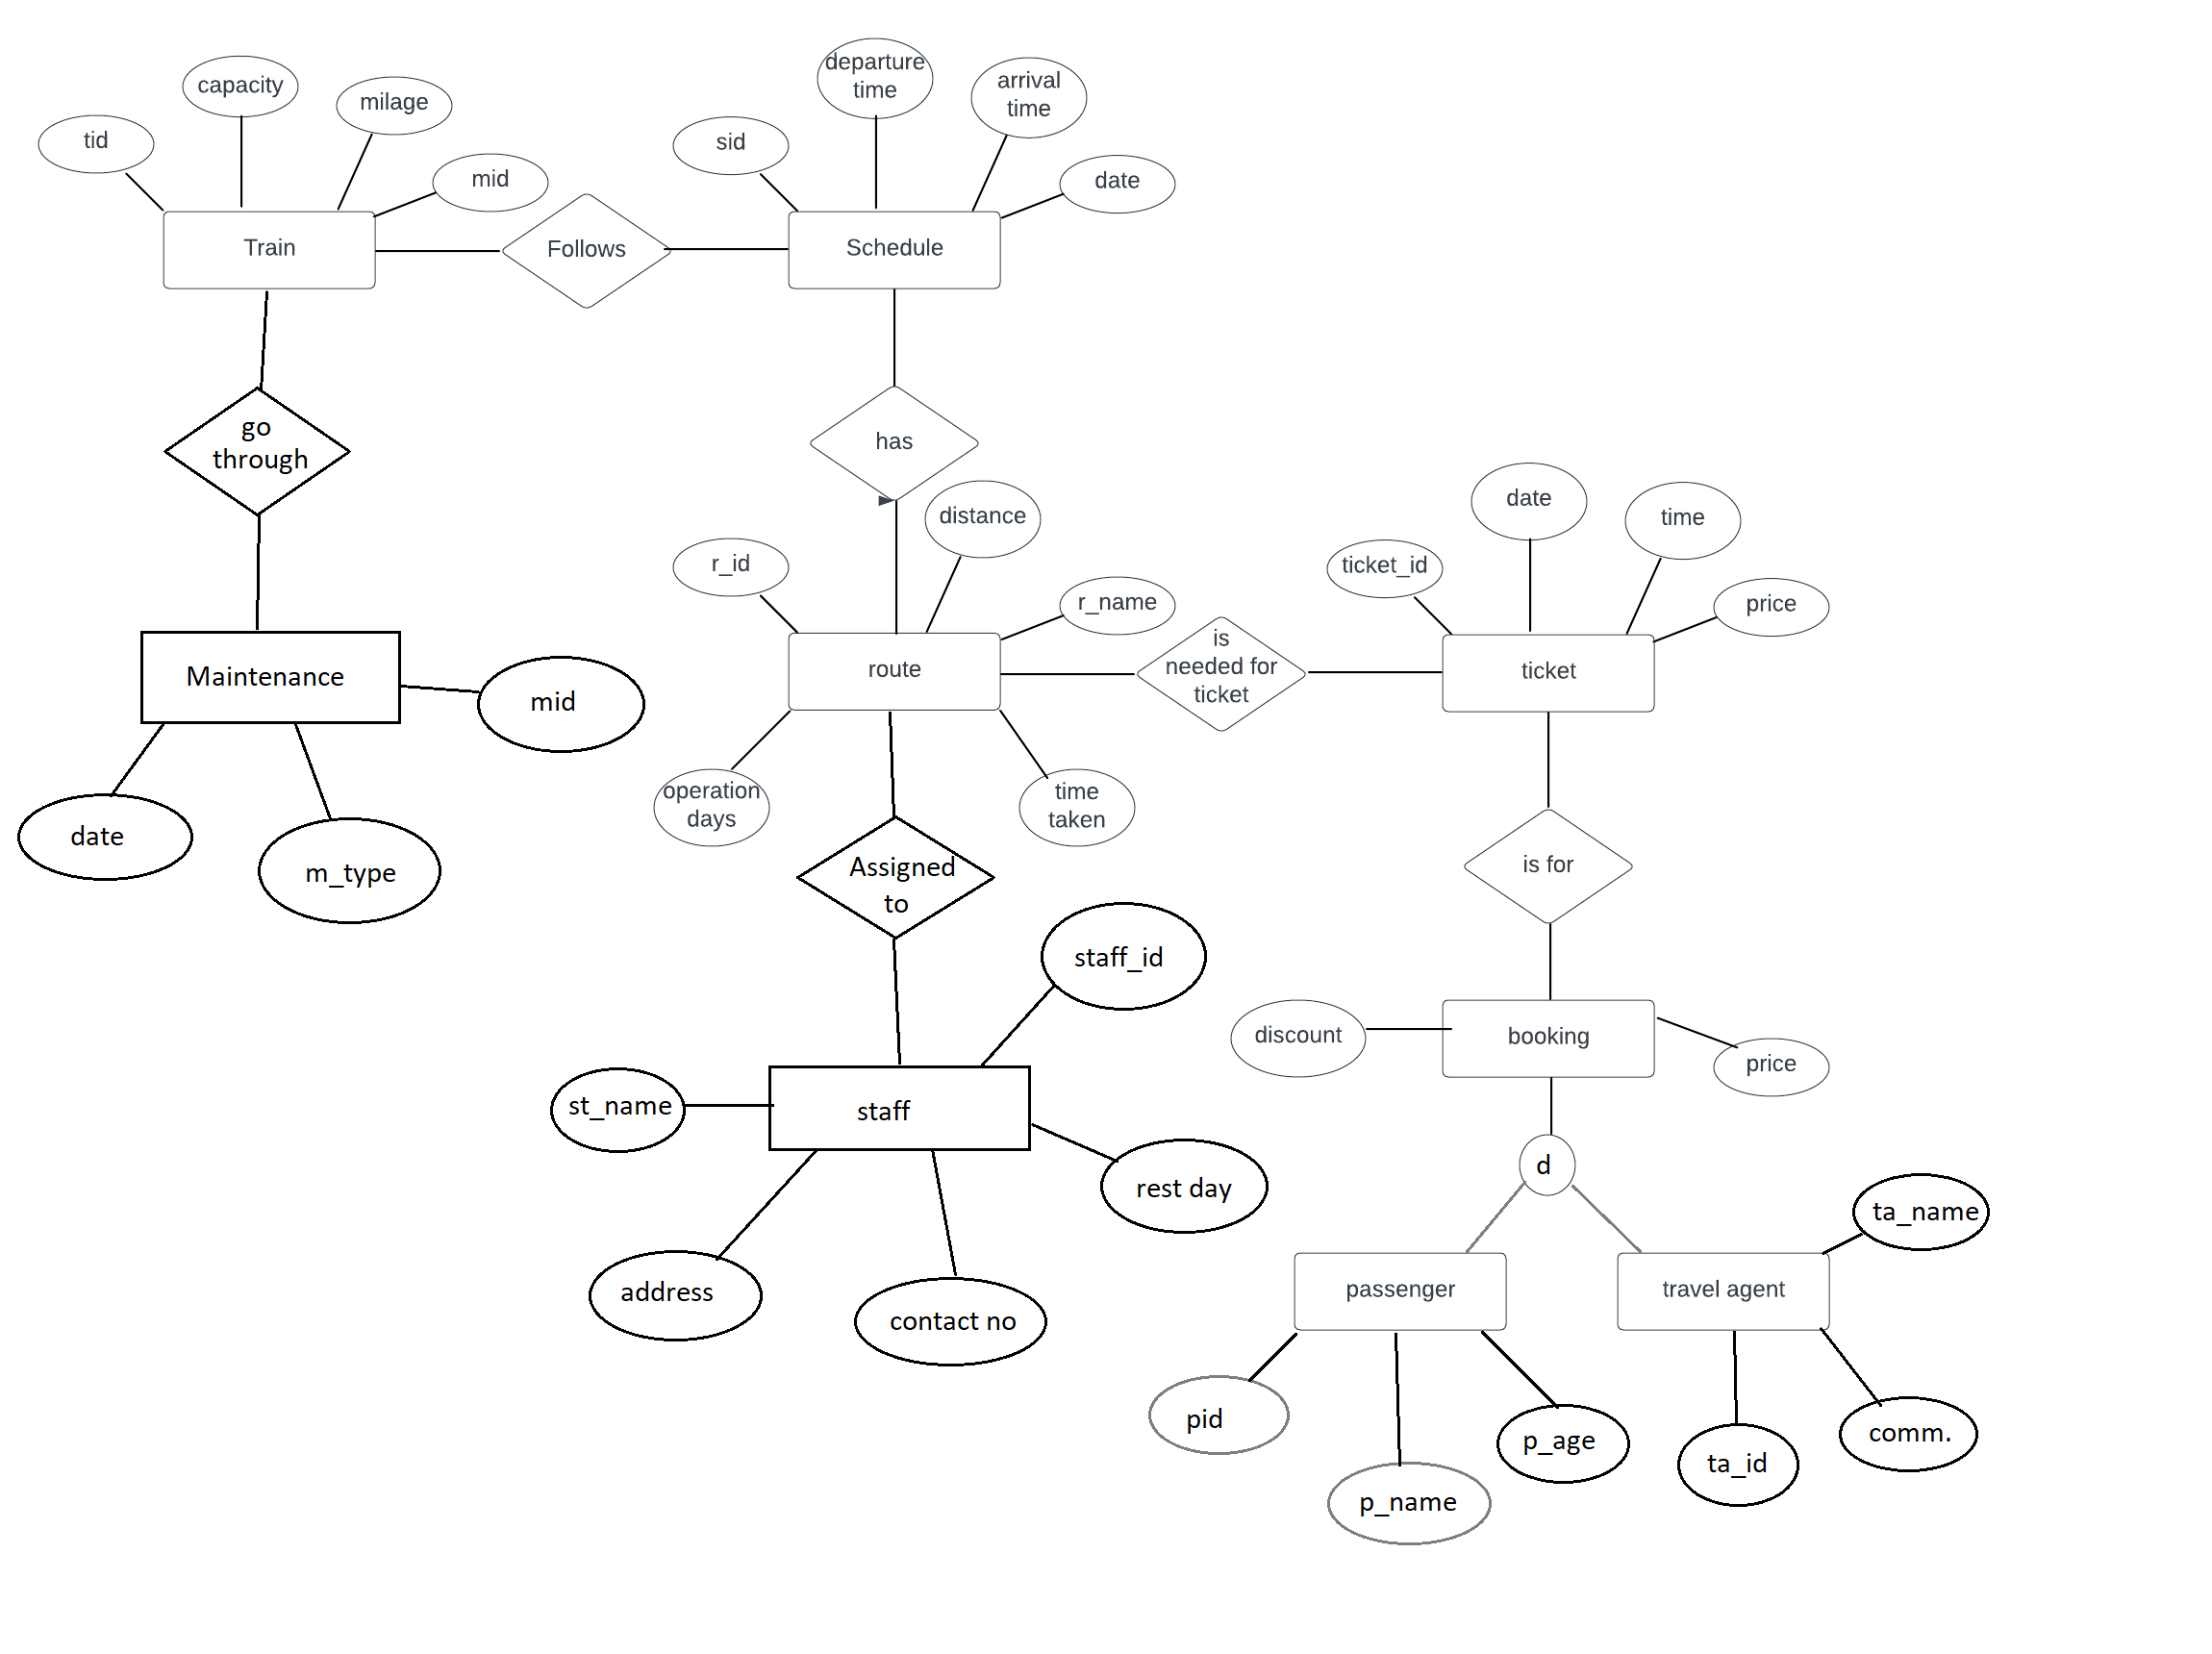 departure
time
capacity
milage
arrival
time
tid
sid
mid
date
Train
Follows
Schedule
go
through
has
distance
date
time
r_id
ticket_id
r_name
price
is
needed for
ticket
route
ticket
Maintenance
mid
operation
days
time
taken
date
m_type
Assigned
to
is for
staff_id
discount
booking
price
st_name
staff
rest day
d
ta_name
address
contact no
passenger
travel agent
pid
p_name
p_age
ta_id
comm.